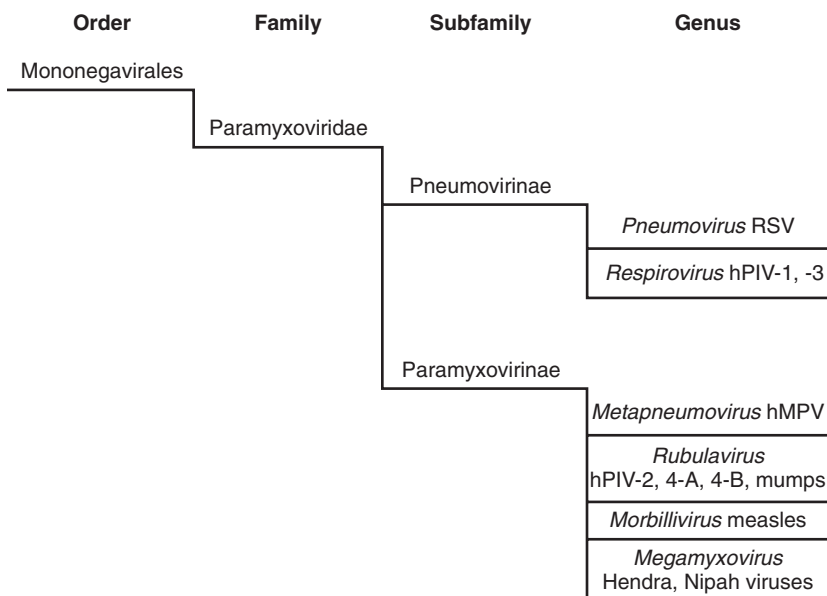 Order Family Subfamily Genus
Mononegavirales
Paramyxoviridae
Pneumovirinae
Pneumovirus RSV
Respirovirus hPIV-1, -3
Paramyxovirinae
Metapneumovirus hMPV
Rubulavirus
hPIV-2, 4-A, 4-B, mumps
Morbillivirus measles
Megamyxovirus
Hendra, Nipah viruses